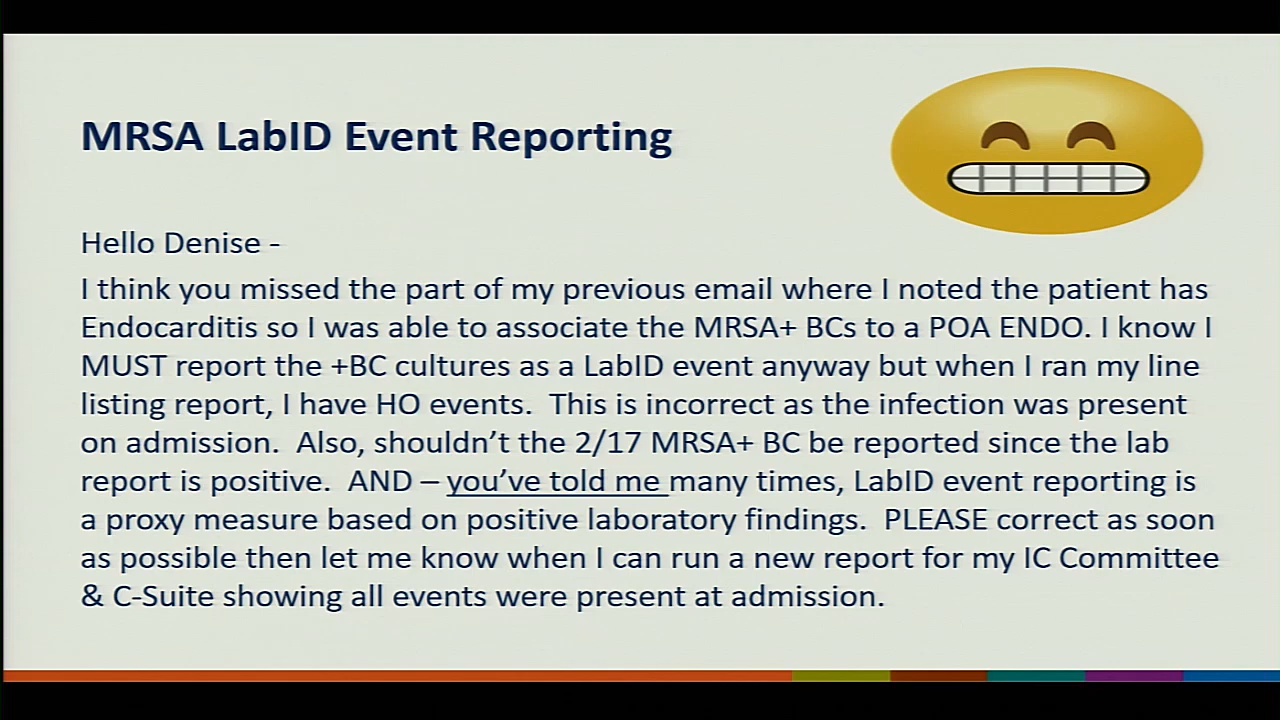 MRSA LabID Event Reporting
Hello Denise -
I think you missed the part of my previous email where I noted the patient has
Endocarditis so I was able to associate the MRSA+ BCs to a POA ENDO. I know I
MUST report the +BC cultures as a LabID event anyway but when I ran my line
listing report, I have HO events.  This is incorrect as the infection was present
on admission.  Also, shouldn’t the 2/17 MRSA+ BC be reported since the lab
report is positive.  AND – you’ve told me many times, LabID event reporting is
a proxy measure based on positive laboratory findings.  PLEASE correct as soon
as possible then let me know when I can run a new report for my IC Committee
& C-Suite showing all events were present at admission.